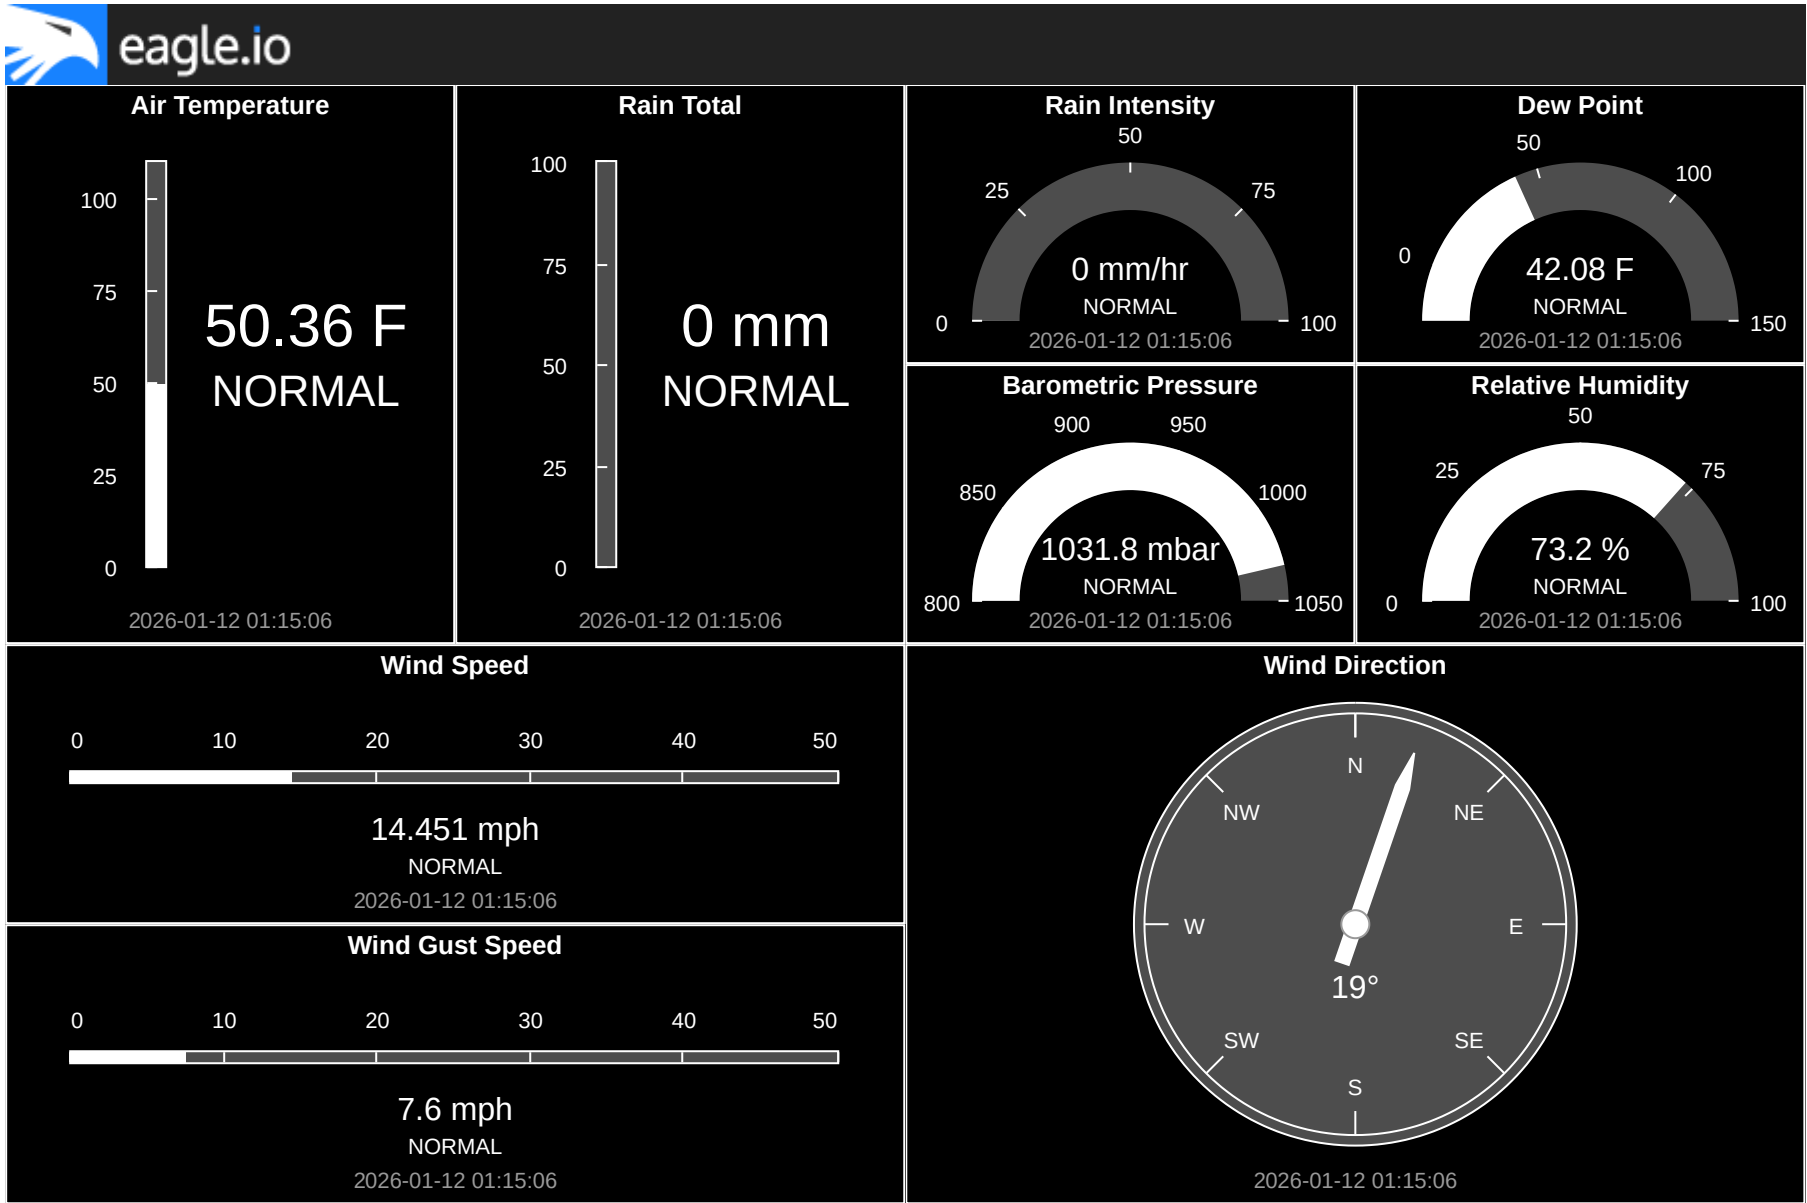 eagle.io
Air Temperature
100
75
50
25
0
50.36 F
NORMAL
2026-01-12 01:15:06
Rain Total
100
75
50
25
0
0 mm
NORMAL
2026-01-12 01:15:06
Rain Intensity
50
25
75
0
100
0 mm/hr
NORMAL
2026-01-12 01:15:06
Dew Point
50
100
0
150
42.08 F
NORMAL
2026-01-12 01:15:06
Barometric Pressure
900
950
850
1000
800
1050
1031.8 mbar
NORMAL
2026-01-12 01:15:06
Relative Humidity
50
25
75
0
100
73.2 %
NORMAL
2026-01-12 01:15:06
Wind Speed
0 10 20 30 40 50
14.451 mph
NORMAL
2026-01-12 01:15:06
Wind Gust Speed
0 10 20 30 40 50
7.6 mph
NORMAL
2026-01-12 01:15:06
Wind Direction
N
NW NE
W E
19°
SW SE
S
2026-01-12 01:15:06